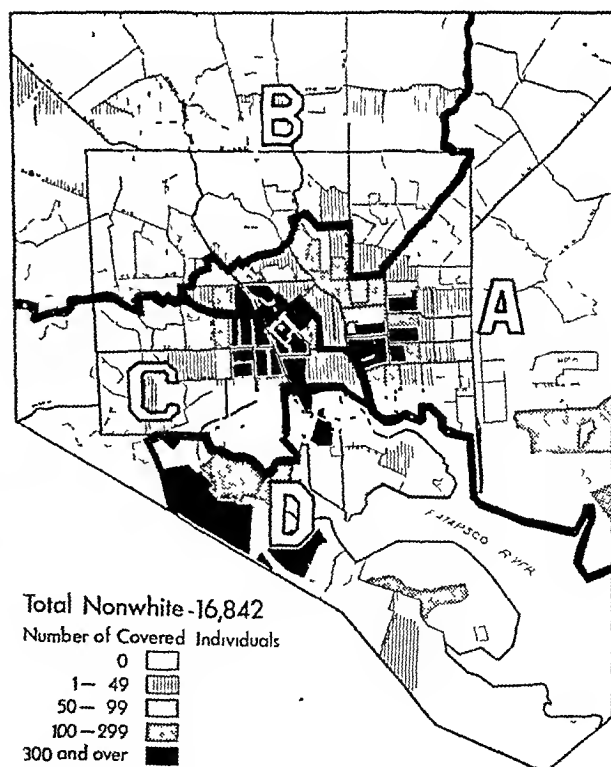 B
A
C
D
PATAPSCO RIVER
Total Nonwhite -16,842
Number of Covered Individuals
0
1 - 49
50 - 99
100 - 299
300 and over